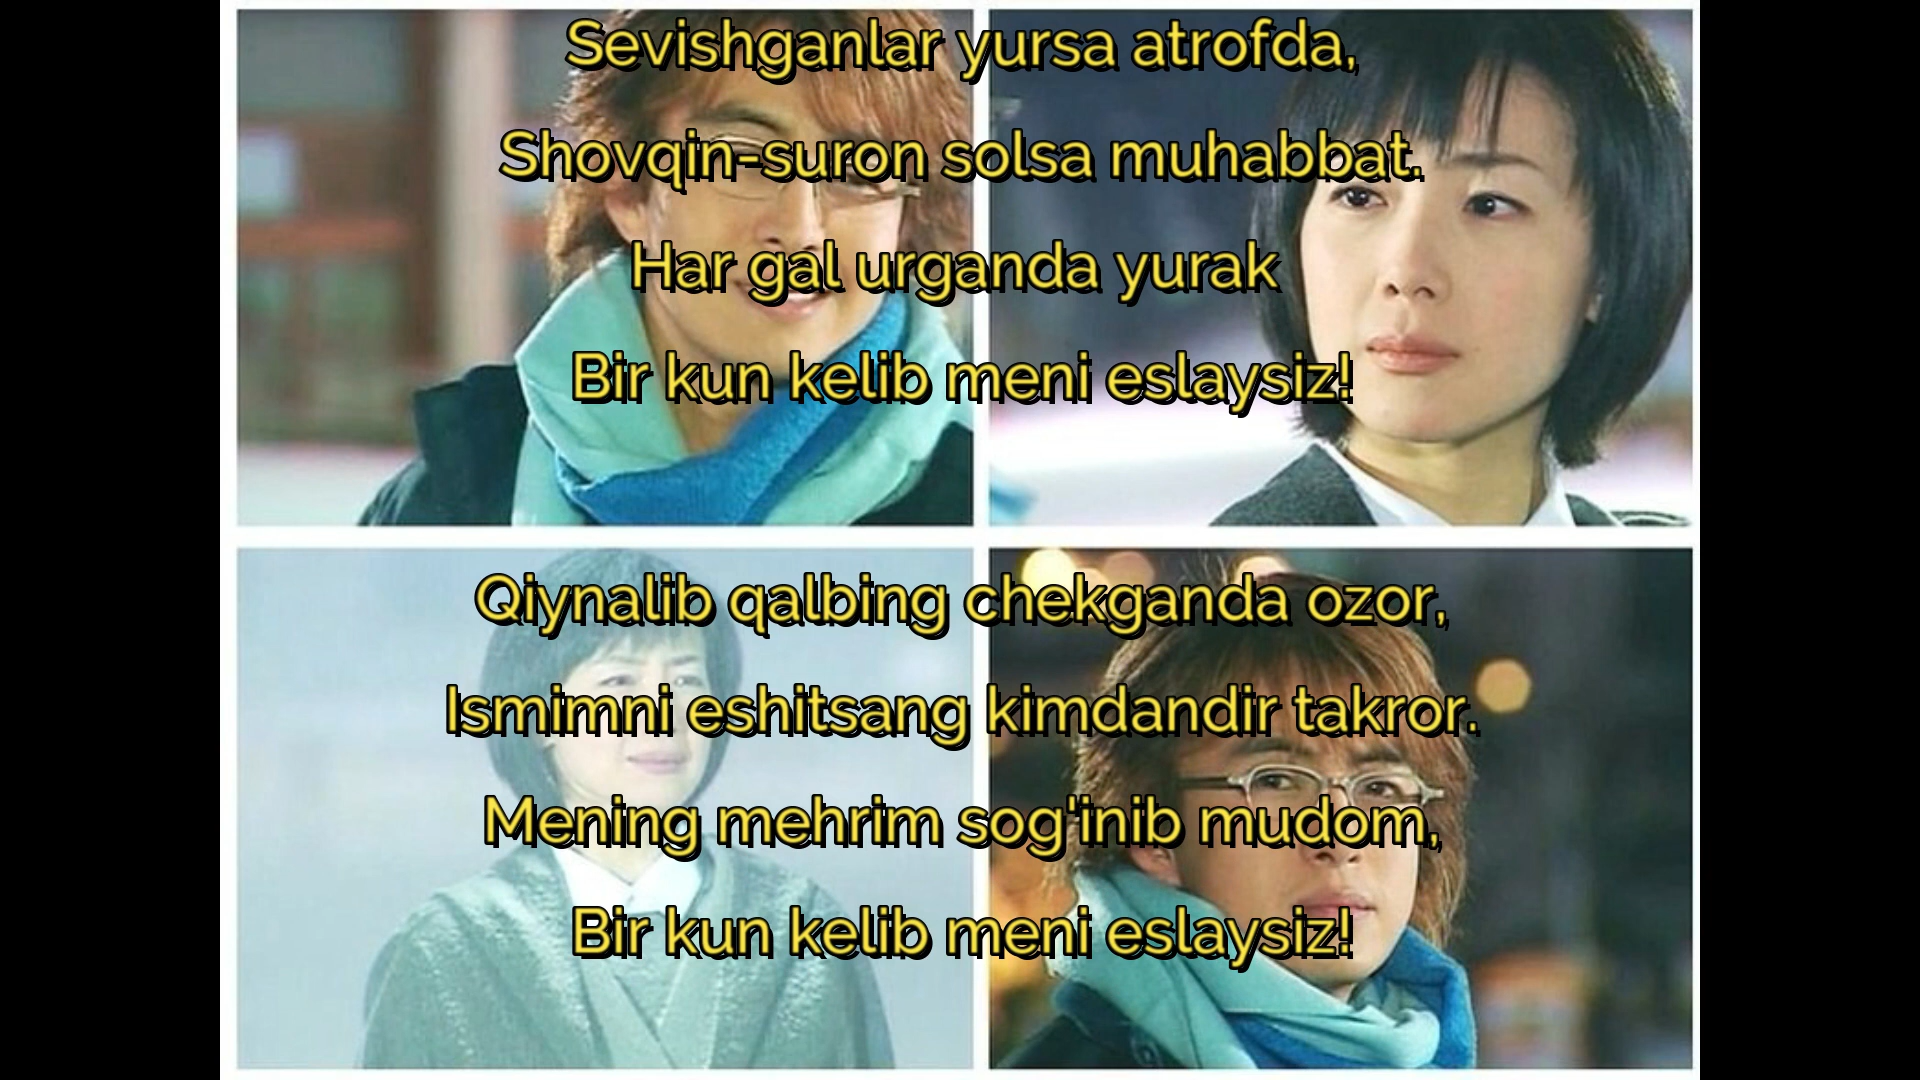 Sevishganlar yursa atrofda,
Shovqin-suron solsa muhabbat.
Har gal urganda yurak
Bir kun kelib meni eslaysiz!
Qiynalib qalbing chekganda ozor,
Ismimni eshitsang kimdandir takror.
Mening mehrim sog'inib mudom,
Bir kun kelib meni eslaysiz!